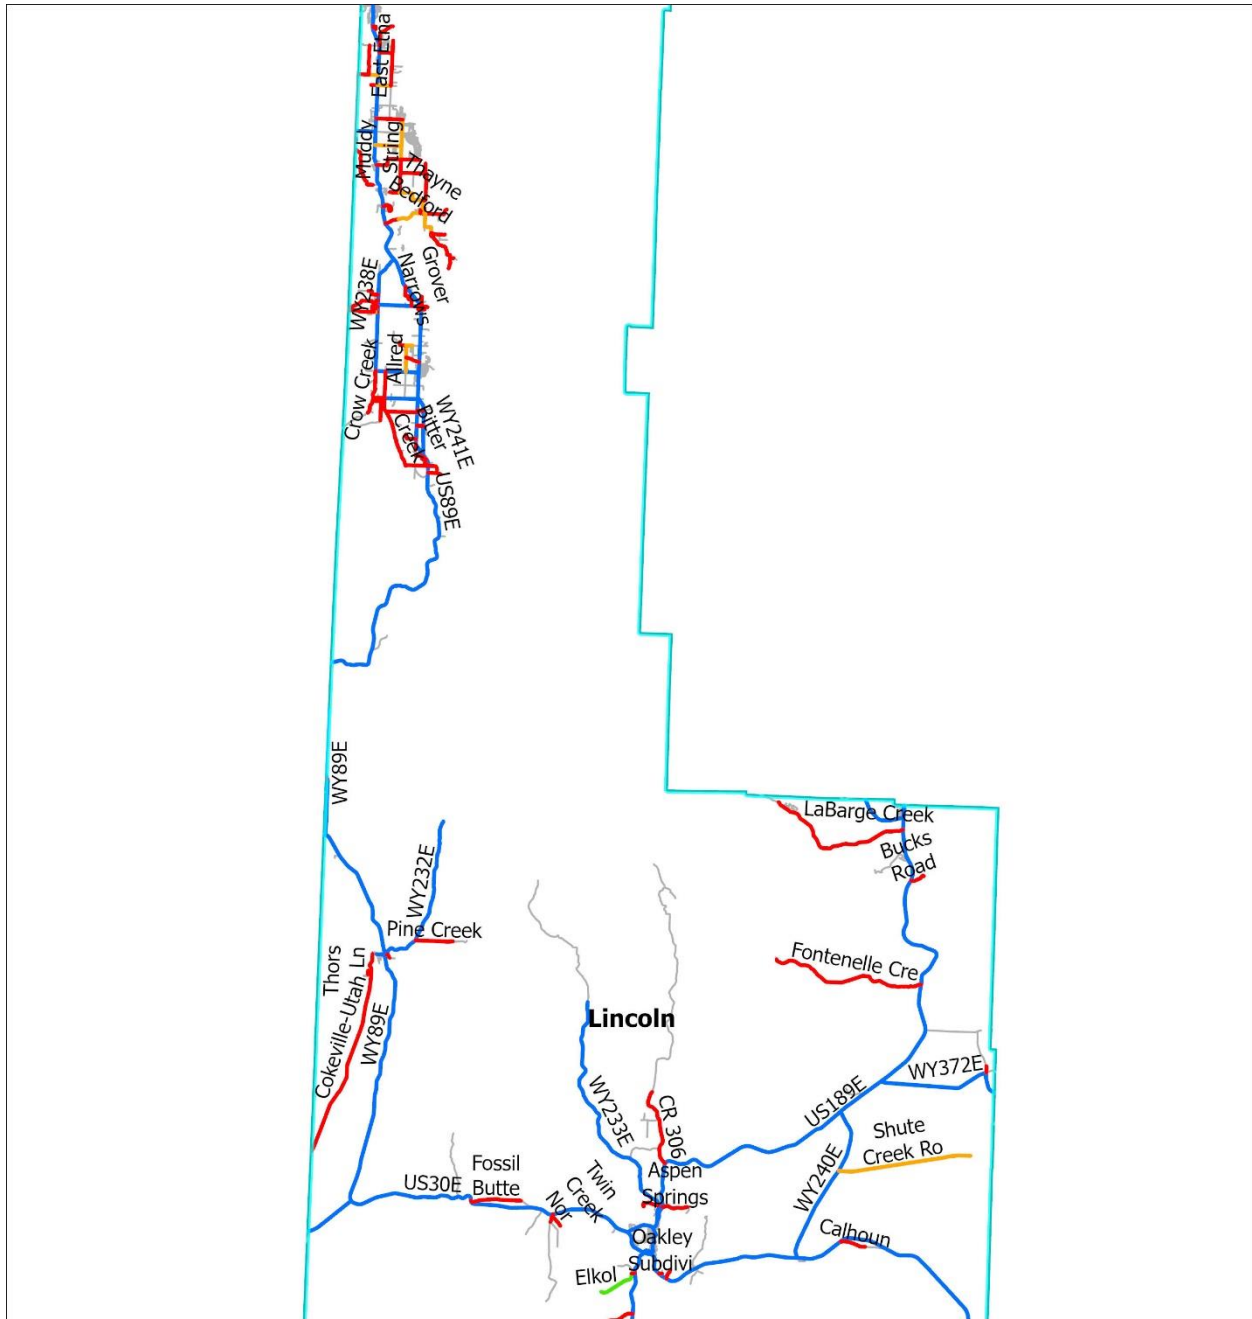 East Etna
Muddy
String
Thayne
Bedford
Grover
Narrows
WY238E
Allred
Crow Creek
WY241E
Bitter
Creek
US89E
WY89E
LaBarge Creek
Bucks
Road
WY232E
Pine Creek
Thors
Cokeville-Utah Ln
WY89E
Fontenelle Cre
Lincoln
WY372E
US189E
WY233E
CR 306
Shute
Creek Ro
Aspen
Springs
Fossil
Butte
US30E
Twin
Creek
Nor
WY240E
Calhoun
Oakley
Subdivi
Elkol